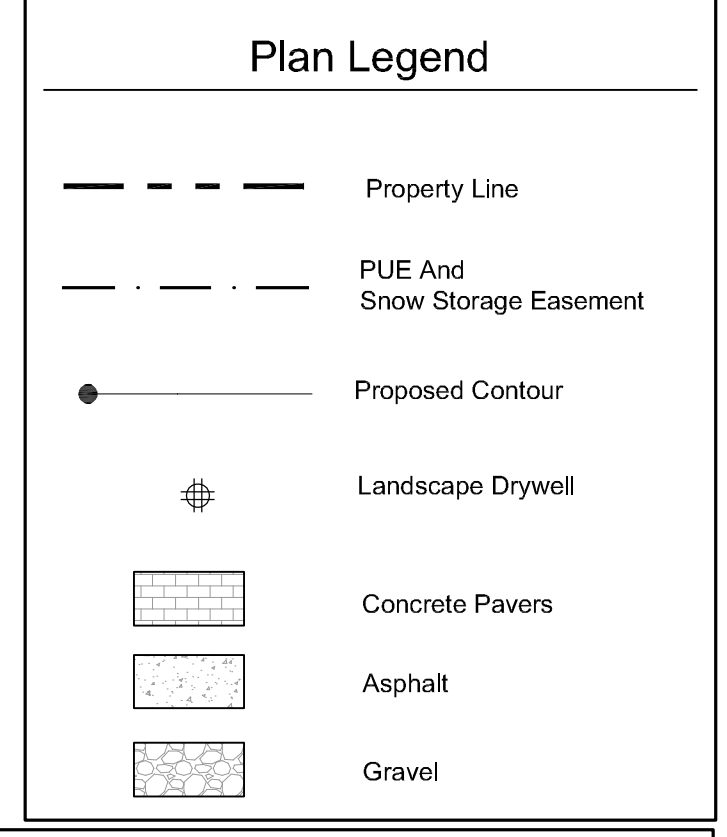 Plan Legend
Property Line
PUE And
Snow Storage Easement
Proposed Contour
Landscape Drywell
Concrete Pavers
Asphalt
Gravel